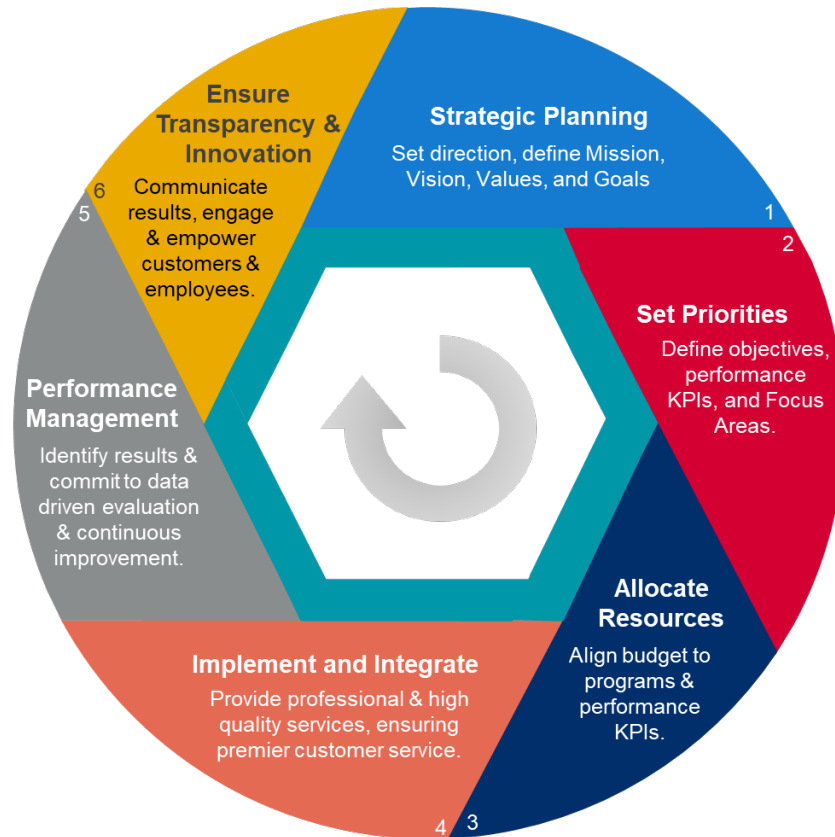 Strategic Planning
Set direction, define Mission,
Vision, Values, and Goals
1
2
Set Priorities
Define objectives,
performance
KPIs, and Focus
Areas.
Allocate
Resources
Align budget to
programs &
performance
KPIs.
3
4
Implement and Integrate
Provide professional & high
quality services, ensuring
premier customer service.
5
Performance
Management
Identify results &
commit to data
driven evaluation
& continuous
improvement.
6
Ensure
Transparency &
Innovation
Communicate
results, engage
& empower
customers &
employees.